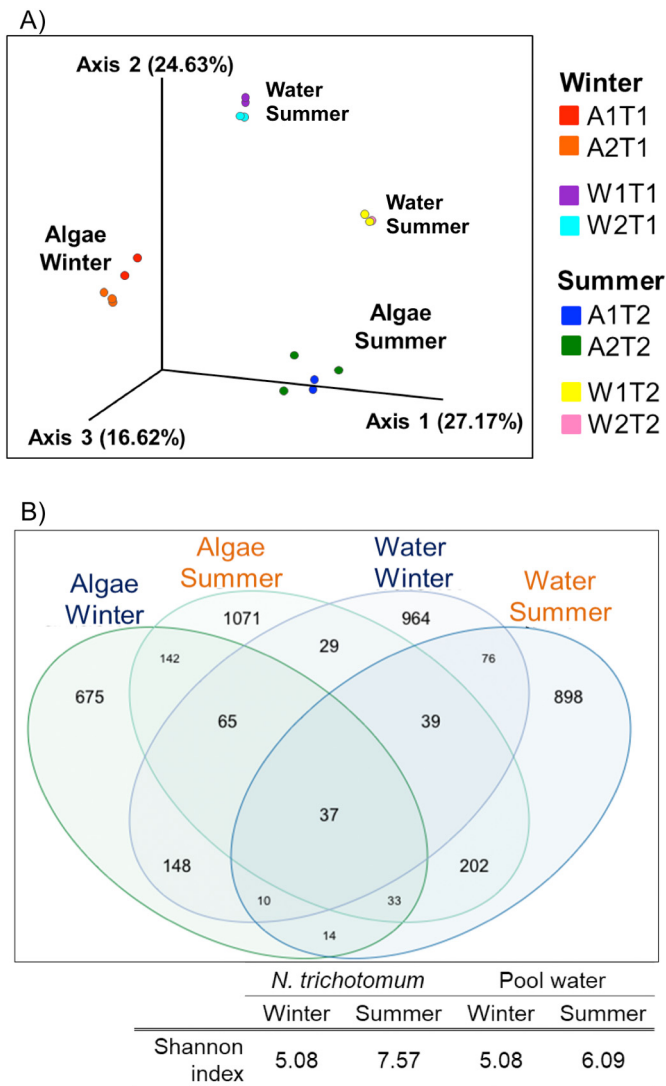 A)
Axis 2 (24.63%)
Water
Summer
Water
Summer
Algae
Winter
Algae
Summer
Axis 1 (27.17%)
Axis 3 (16.62%)
Winter
A1T1
A2T1
W1T1
W2T1
Summer
A1T2
A2T2
W1T2
W2T2
B)
Algae
Winter
Algae
Summer
Water
Winter
Water
Summer
1071
964
29
142
76
675
898
65
39
37
148
202
10
33
14
N. trichotomum Pool water
Winter Summer Winter Summer
Shannon
index 5.08 7.57 5.08 6.09